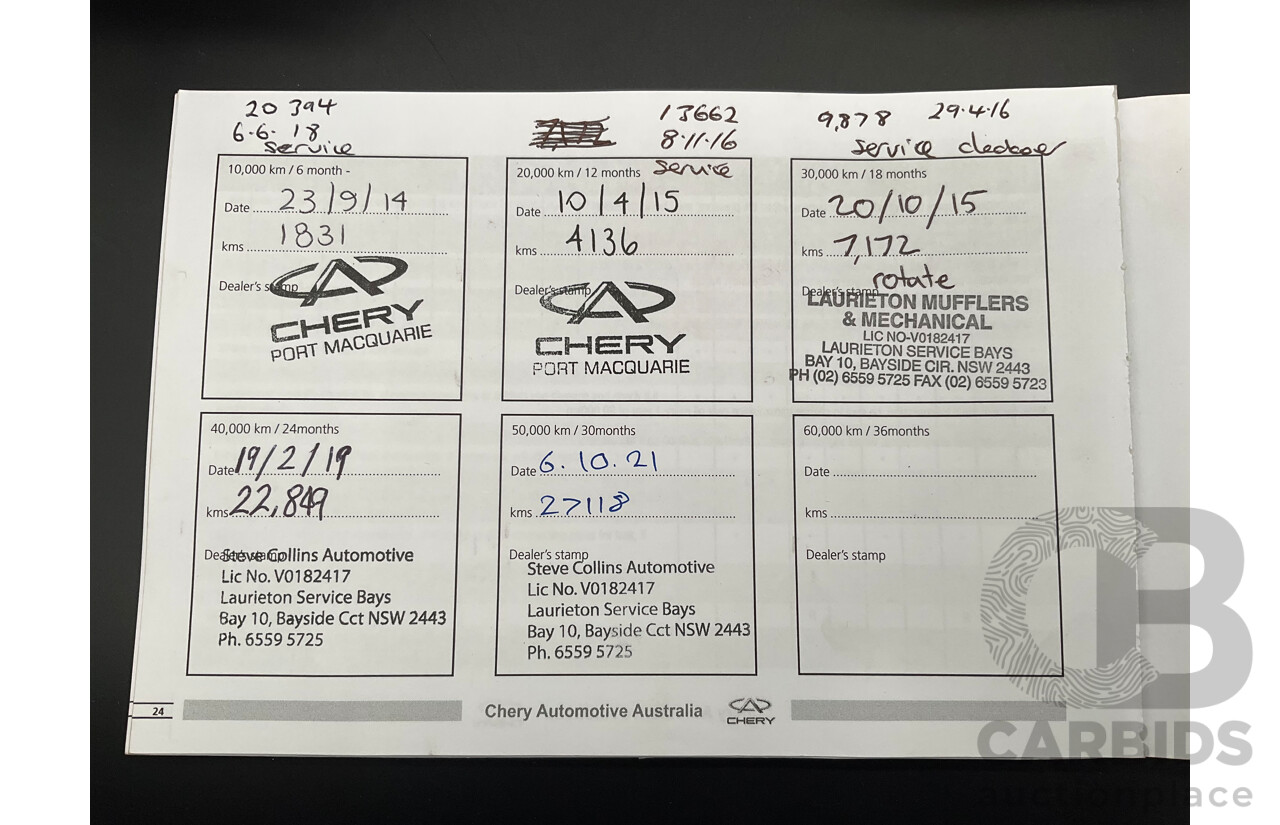 20 394
6·6· 18
service
13662
8·11·16
service
9,878 29·4·16
service
10,000 km / 6 month -
Date 23/9/14
kms 1831
Dealer's stamp
CHERY
PORT MACQUARIE
20,000 km / 12 months
Date 10/4/15
kms 4136
Dealer's stamp
CHERY
PORT MACQUARIE
30,000 km / 18 months
Date 20/10/15
kms 7,172
rotate
Dealer's stamp
LAURIETON MUFFLERS
& MECHANICAL
LIC NO-V0182417
LAURIETON SERVICE BAYS
BAY 10, BAYSIDE CIR. NSW 2443
PH (02) 6559 5725 FAX (02) 6559 5723
40,000 km / 24months
Date 19/2/19
kms 22,849
Dealer's stamp
Steve Collins Automotive
Lic No. V0182417
Laurieton Service Bays
Bay 10, Bayside Cct NSW 2443
Ph. 6559 5725
50,000 km / 30months
Date 6.10.21
kms 27118
Dealer's stamp
Steve Collins Automotive
Lic No. V0182417
Laurieton Service Bays
Bay 10, Bayside Cct NSW 2443
Ph. 6559 5725
60,000 km / 36months
Date
kms
Dealer's stamp
24
Chery Automotive Australia
CHERY
CB
CARBIDS
auctionplace